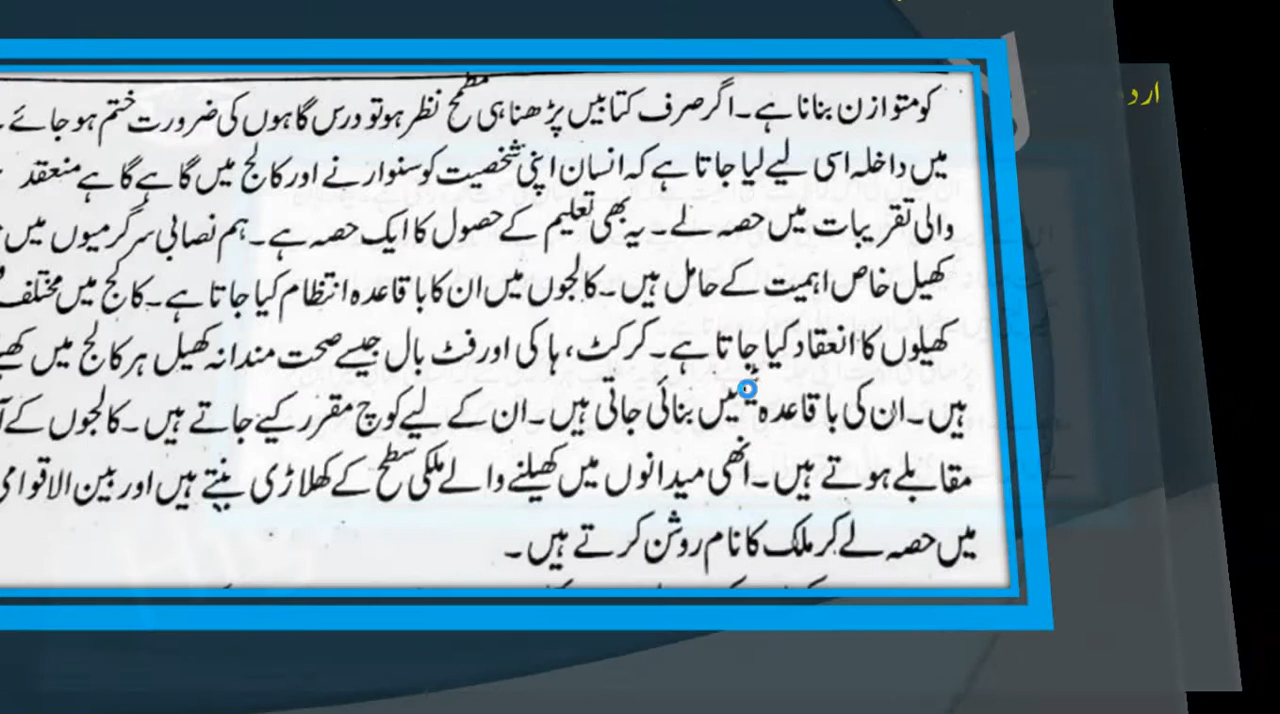 کو متوازن بنانا ہے۔ اگر صرف کتابیں پڑھنا ہی مطمح نظر ہو تو درس گاہوں کی ضرورت ختم ہو جائے۔
میں داخلہ اسی لیے لیا جاتا ہے کہ انسان اپنی شخصیت کو سنوارنے اور کالج میں گاہے گاہے منعقد
والی تقریبات میں حصہ لے۔ یہ بھی تعلیم کے حصول کا ایک حصہ ہے۔ ہم نصابی سرگرمیوں میں
کھیل خاص اہمیت کے حامل ہیں۔ کالجوں میں ان کا باقاعدہ انتظام کیا جاتا ہے۔ کالج میں مختلف
کھیلوں کا انعقاد کیا جاتا ہے۔ کرکٹ، ہاکی اور فٹ بال جیسے صحت مندانہ کھیل ہر کالج میں
ہیں۔ ان کی باقاعدہ ٹیمیں بنائی جاتی ہیں۔ ان کے لیے کوچ مقرر کیے جاتے ہیں۔ کالجوں کے
مقابلے ہوتے ہیں۔ انھی میدانوں میں کھیلنے والے ملکی سطح کے کھلاڑی بنتے ہیں اور بین الاقوامی
میں حصہ لے کر ملک کا نام روشن کرتے ہیں۔